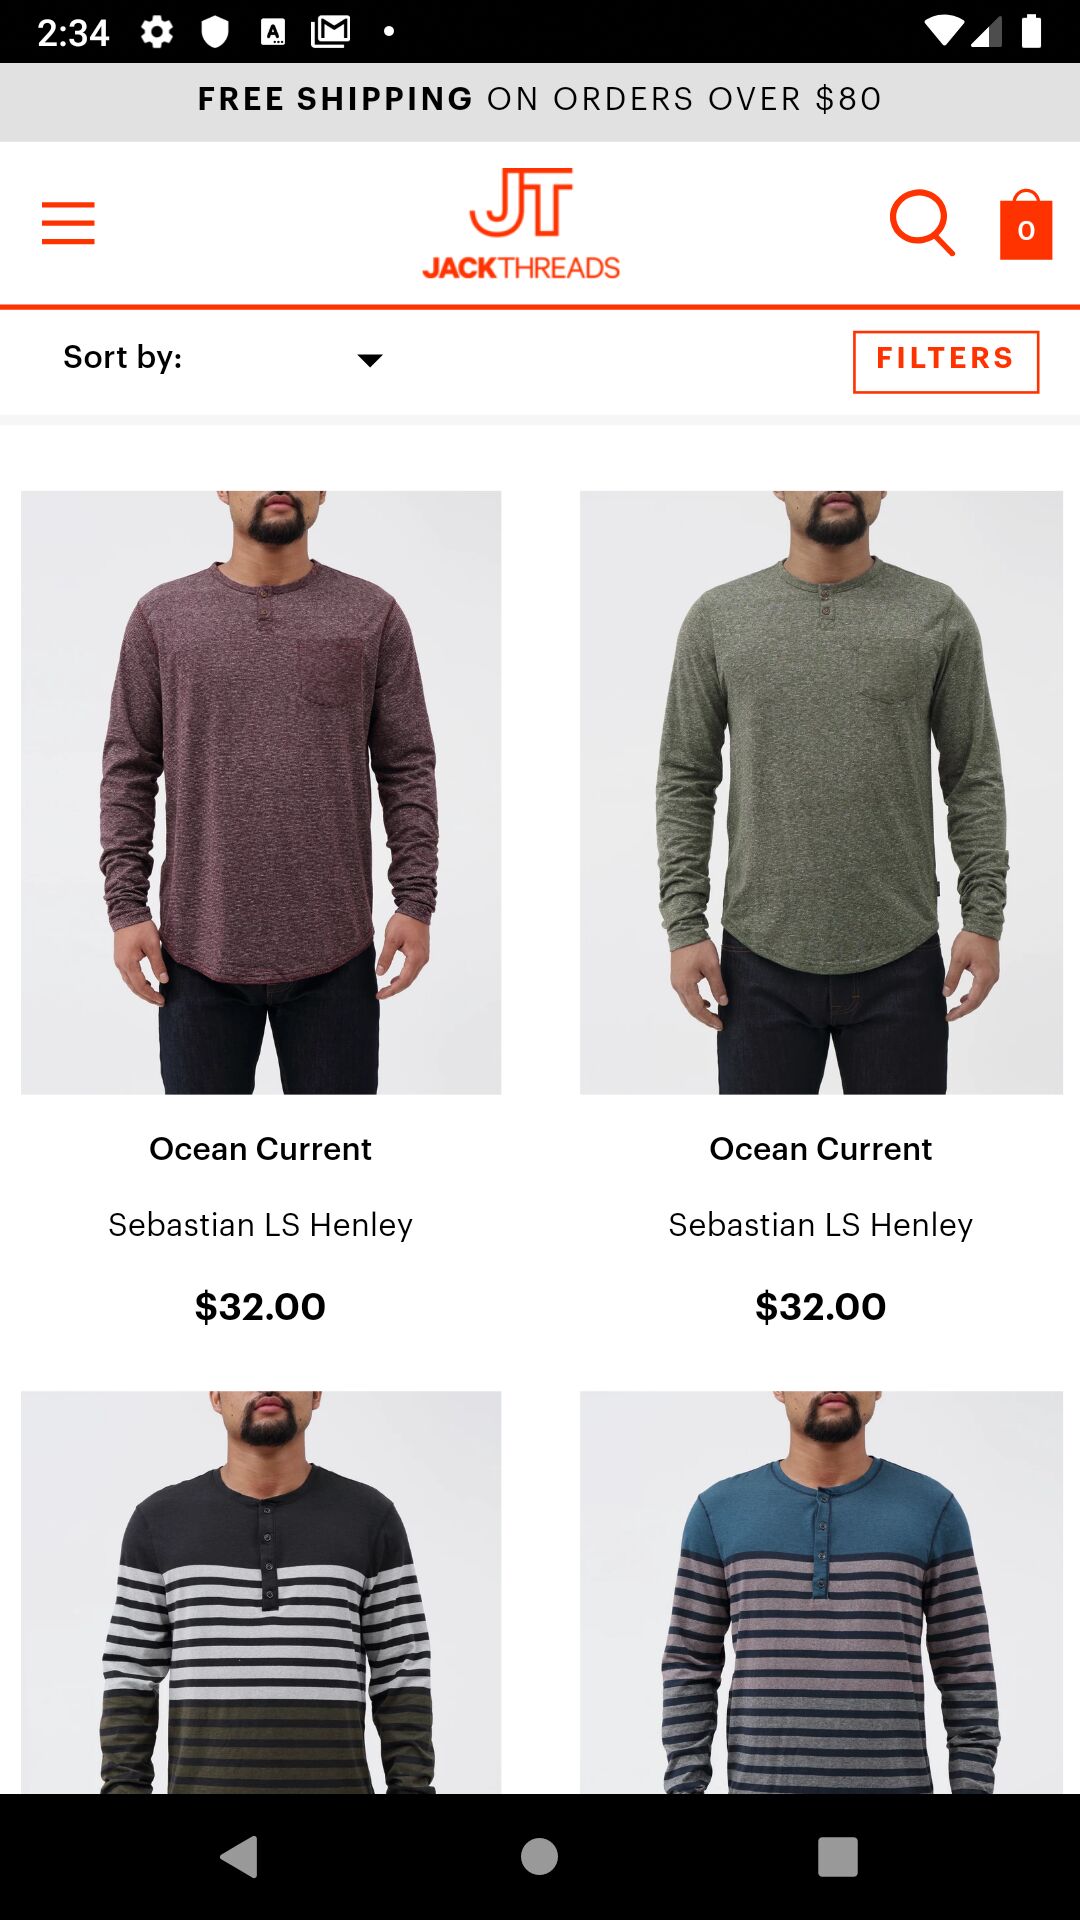 2:34
FREE SHIPPING ON ORDERS OVER $80
JT
JACKTHREADS
0
Sort by:
FILTERS
Ocean Current
Ocean Current
Sebastian LS Henley
Sebastian LS Henley
$32.00
$32.00